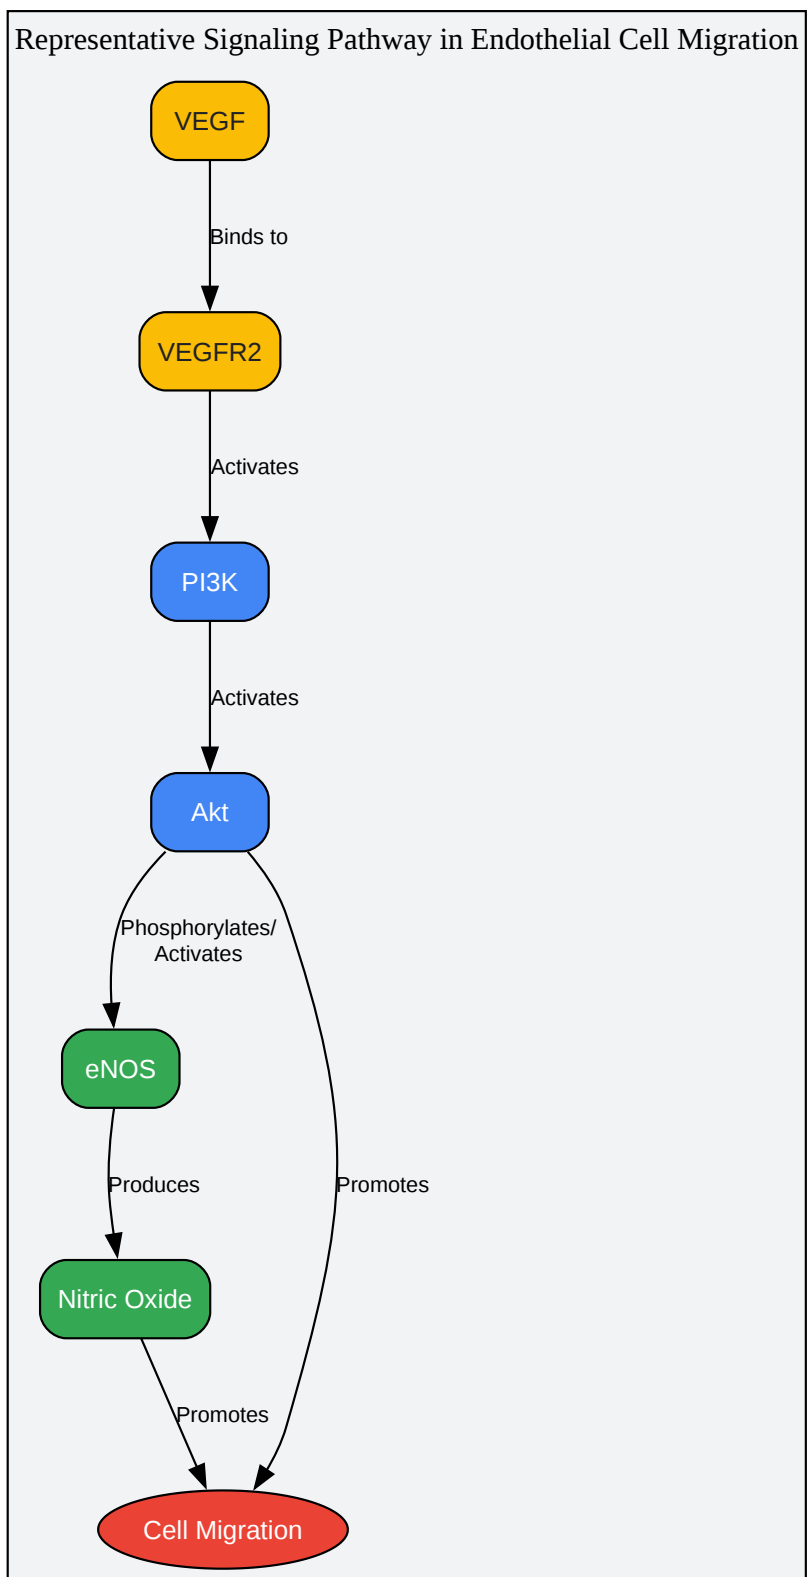 Representative Signaling Pathway in Endothelial Cell Migration
VEGF
Binds to
VEGFR2
Activates
PI3K
Activates
Akt
Phosphorylates/
Activates
eNOS
Produces
Promotes
Nitric Oxide
Promotes
Cell Migration